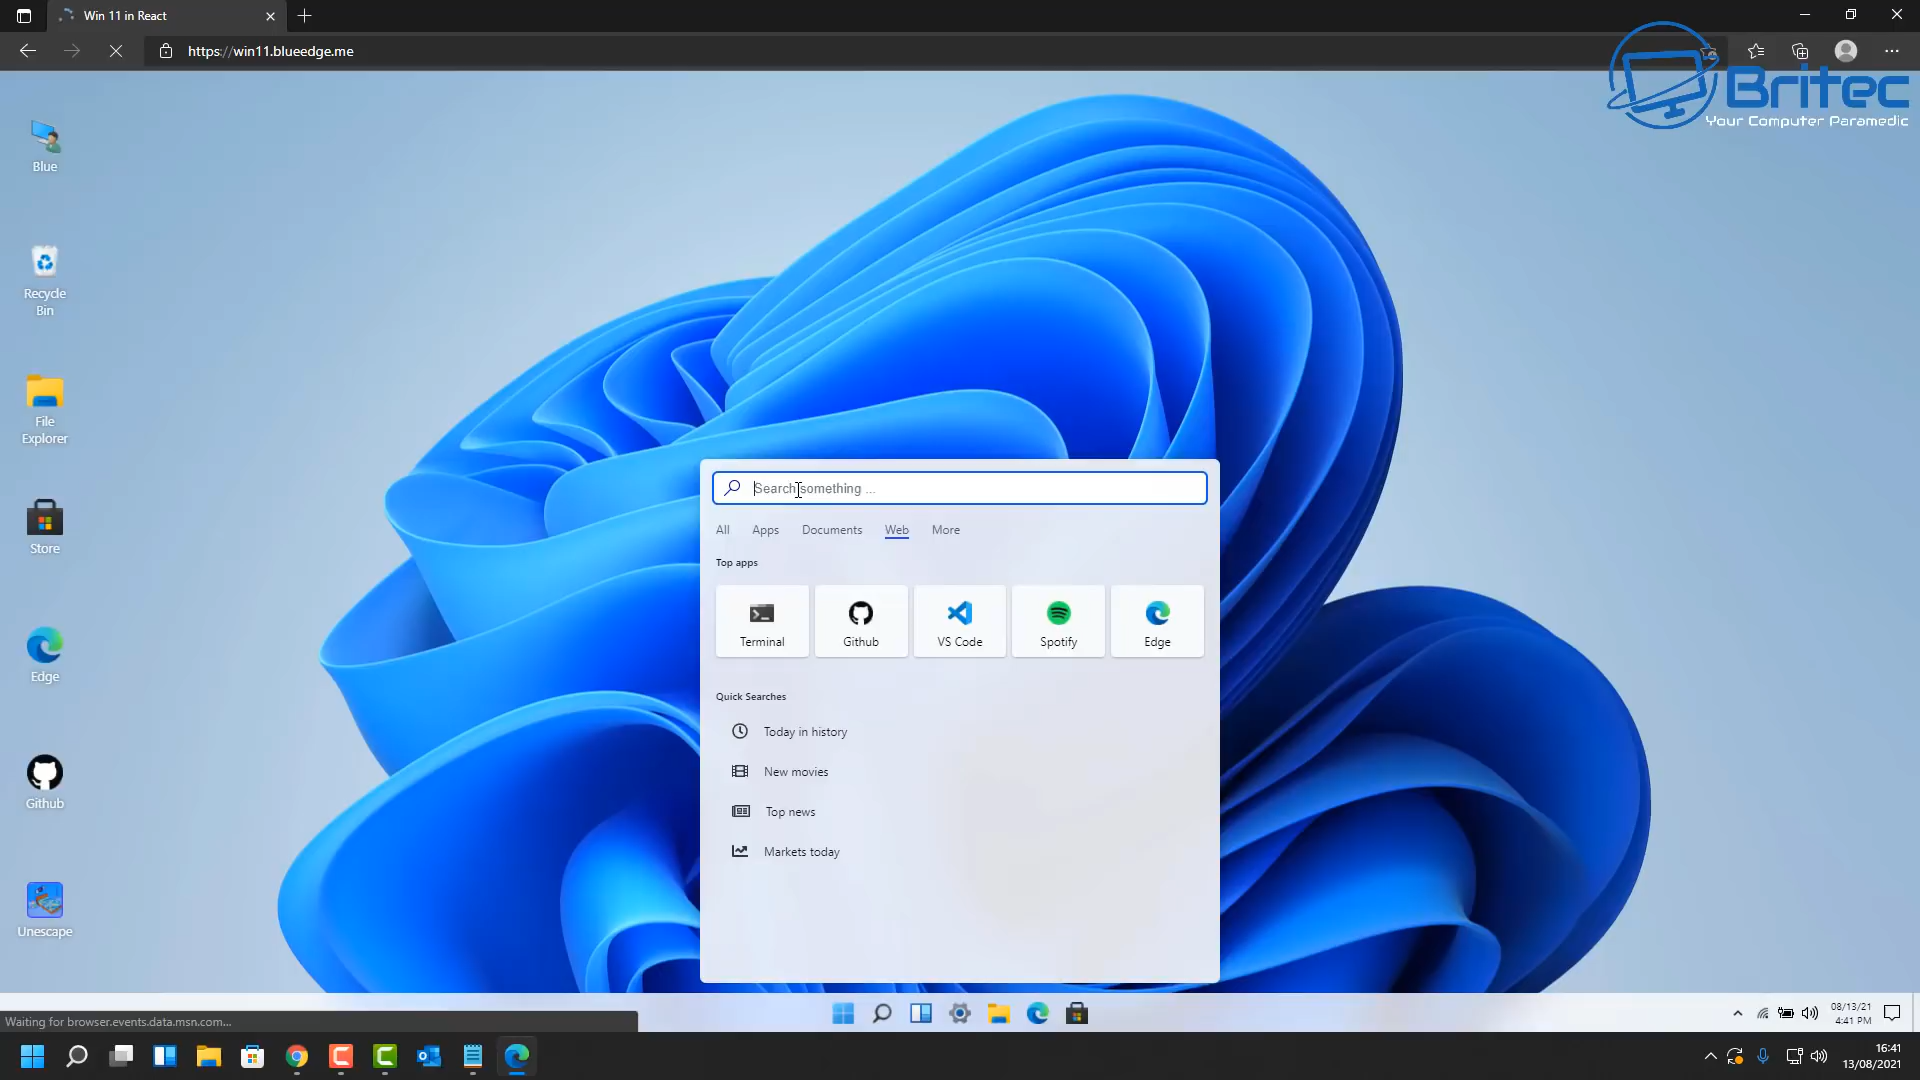 Win 11 in React
https://win11.blueedge.me
Britec
Your Computer Paramedic
Blue
Recycle
Bin
File
Explorer
Store
Edge
Github
Unescape
Search something ...
All Apps Documents Web More
Top apps
Terminal Github VS Code Spotify Edge
Quick Searches
Today in history
New movies
Top news
Markets today
08/13/21
4:41 PM
Waiting for browser.events.data.msn.com...
16:41
13/08/2021